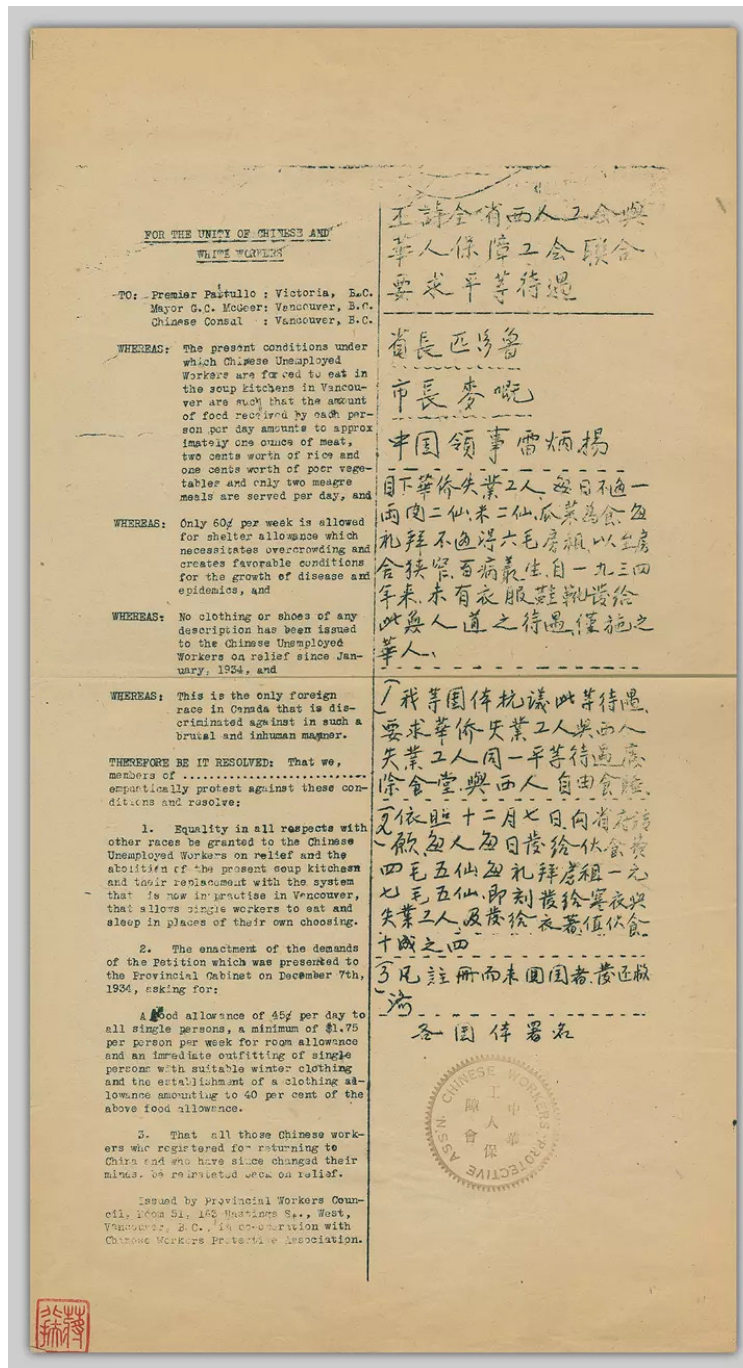 FOR THE UNITY OF CHINESE AND
WHITE WORKERS
TO: Premier Pattullo : Victoria, B.C.
Mayor G.C. McGeer: Vancouver, B.C.
Chinese Consul : Vancouver, B.C.
WHEREAS: The present conditions under
which Chinese Unemployed
Workers are forced to eat in
the soup kitchens in Vancou-
ver are such that the amount
of food received by each per-
son per day amounts to approx
imately one ounce of meat,
two cents worth of rice and
one cents worth of poor vege-
tables and only two meagre
meals are served per day, and
WHEREAS: Only 60¢ per week is allowed
for shelter allowance which
necessitates overcrowding and
creates favorable conditions
for the growth of disease and
epidemics, and
WHEREAS: No clothing or shoes of any
description has been issued
to the Chinese Unemployed
Workers on relief since Jan-
uary, 1934, and
WHEREAS: This is the only foreign
race in Canada that is dis-
criminated against in such a
brutal and inhuman manner.
THEREFORE BE IT RESOLVED: That we,
members of ..............................
emphatically protest against these con-
ditions and resolve:
1. Equality in all respects with
other races be granted to the Chinese
Unemployed Workers on relief and the
abolition of the present soup kitchen
and their replacement with the system
that is now in practise in Vancouver,
that allows single workers to eat and
sleep in places of their own choosing.
2. The enactment of the demands
of the Petition which was presented to
the Provincial Cabinet on December 7th,
1934, asking for:
A food allowance of 45¢ per day to
all single persons, a minimum of $1.75
per person per week for room allowance
and an immediate outfitting of single
persons with suitable winter clothing
and the establishment of a clothing al-
lowance amounting to 40 per cent of the
above food allowance.
3. That all those Chinese work-
ers who registered for returning to
China and who have since changed their
minds, be reinstated back on relief.
Issued by Provincial Workers Coun-
cil, Room 51, 163 Hastings St., West,
Vancouver, B.C., in co-operation with
Chinese Workers Protective Association.
全省西人工会與
華人保障工会联合
要求平等待遇
省長匹多魯
市長麥嘅
中国領事雷炳揚
目下華侨失業工人,每日不過一
両肉二仙米二仙瓜菜為食,每
礼拜不過得六毛房租,以至房
舍狭窄,百病叢生,自一九三四
年来,未有衣服鞋靴發给
此無人道之待遇,僅施之
華人、
1)我等团体抗議此等待遇,
要求華侨失業工人與西人
失業工人同一平等待遇廢
除食堂,與西人自由食睡,
2)依照十二月七日,向省府請
願,每人每日發给伙食費
四毛五仙,每礼拜房租一元
七毛五仙,即刻發给寒衣與
失業工人,及發给衣著值伙食
十成之四
3)凡註冊而未囬国者,發还救
济
各团体署名
CHINESE WORKERS PROTECTIVE ASS'N.
中華工人保障會